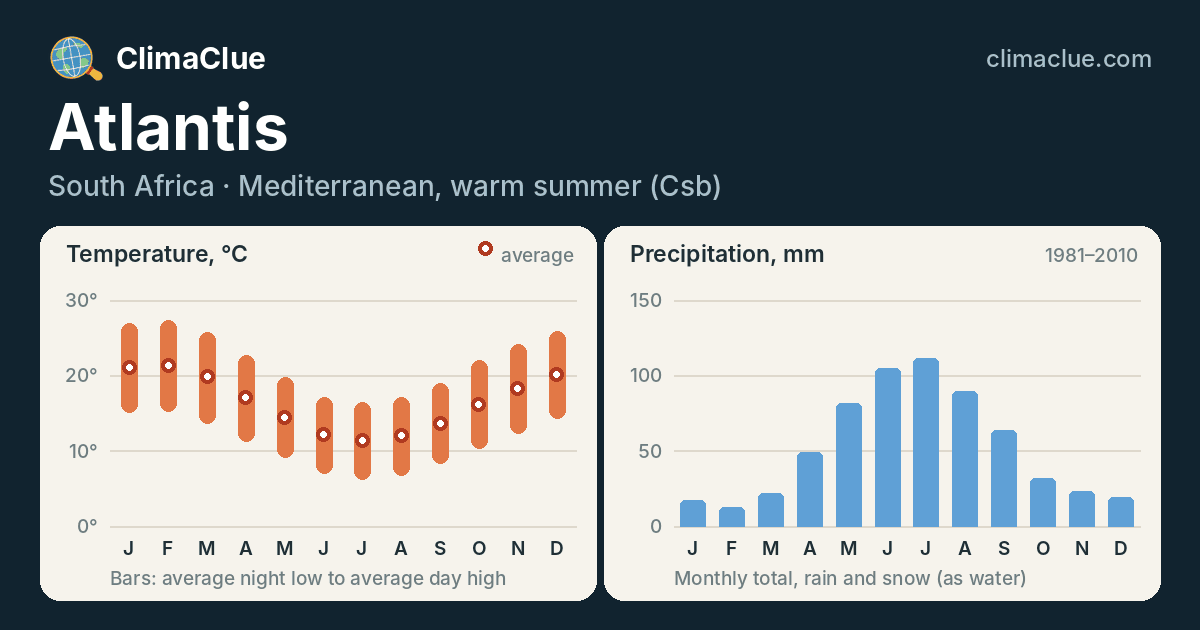 ClimaClue
climaclue.com
Atlantis
South Africa · Mediterranean, warm summer (Csb)
Temperature, °C
average
30°
20°
10°
0°
J F M A M J J A S O N D
Bars: average night low to average day high
Precipitation, mm
1981–2010
150
100
50
0
J F M A M J J A S O N D
Monthly total, rain and snow (as water)